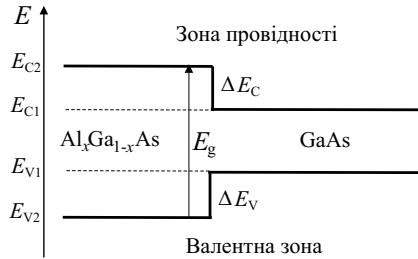 E
Зона провідності
E_C2
ΔE_C
E_C1
Al_xGa_1-xAs
E_g
GaAs
E_V1
ΔE_V
E_V2
Валентна зона